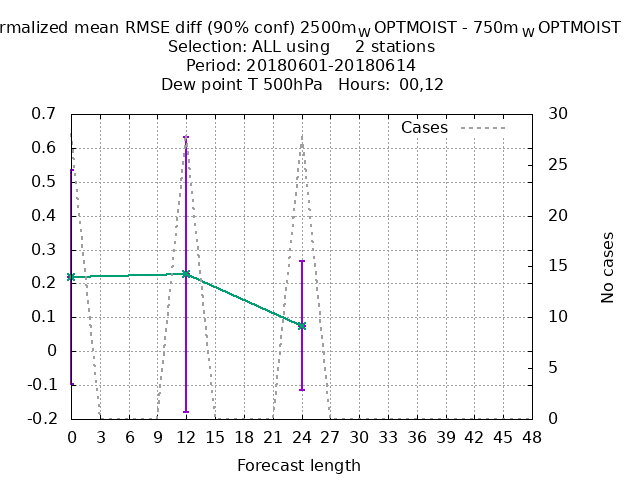 rmalized mean RMSE diff (90% conf) 2500m_W OPTMOIST - 750m_W OPTMOIST
Selection: ALL using 2 stations
Period: 20180601-20180614
Dew point T 500hPa Hours: 00,12
Cases
0.7
0.6
0.5
0.4
0.3
0.2
0.1
0
-0.1
-0.2
30
25
20
15
10
5
0
No cases
0 3 6 9 12 15 18 21 24 27 30 33 36 39 42 45 48
Forecast length